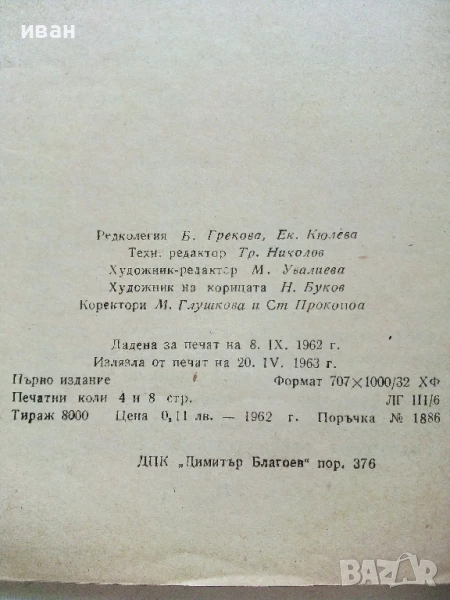 иван
Редколегия Б. Грекова, Ек. Кюлева
Техн. редактор Тр. Николов
Художник-редактор М. Увалиева
Художник на корицата Н. Буков
Коректори М. Глушкова и Ст Прокопоа
Дадена за печат на 8. IX. 1962 г.
Излязла от печат на 20. IV. 1963 г.
Първо издание Формат 707×1000/32 ХФ
Печатни коли 4 и 8 стр. ЛГ III/6
Тираж 8000 Цена 0,11 лв. — 1962 г. Поръчка № 1886
ДПК „Димитър Благоев“ пор. 376
BAZAR.bg